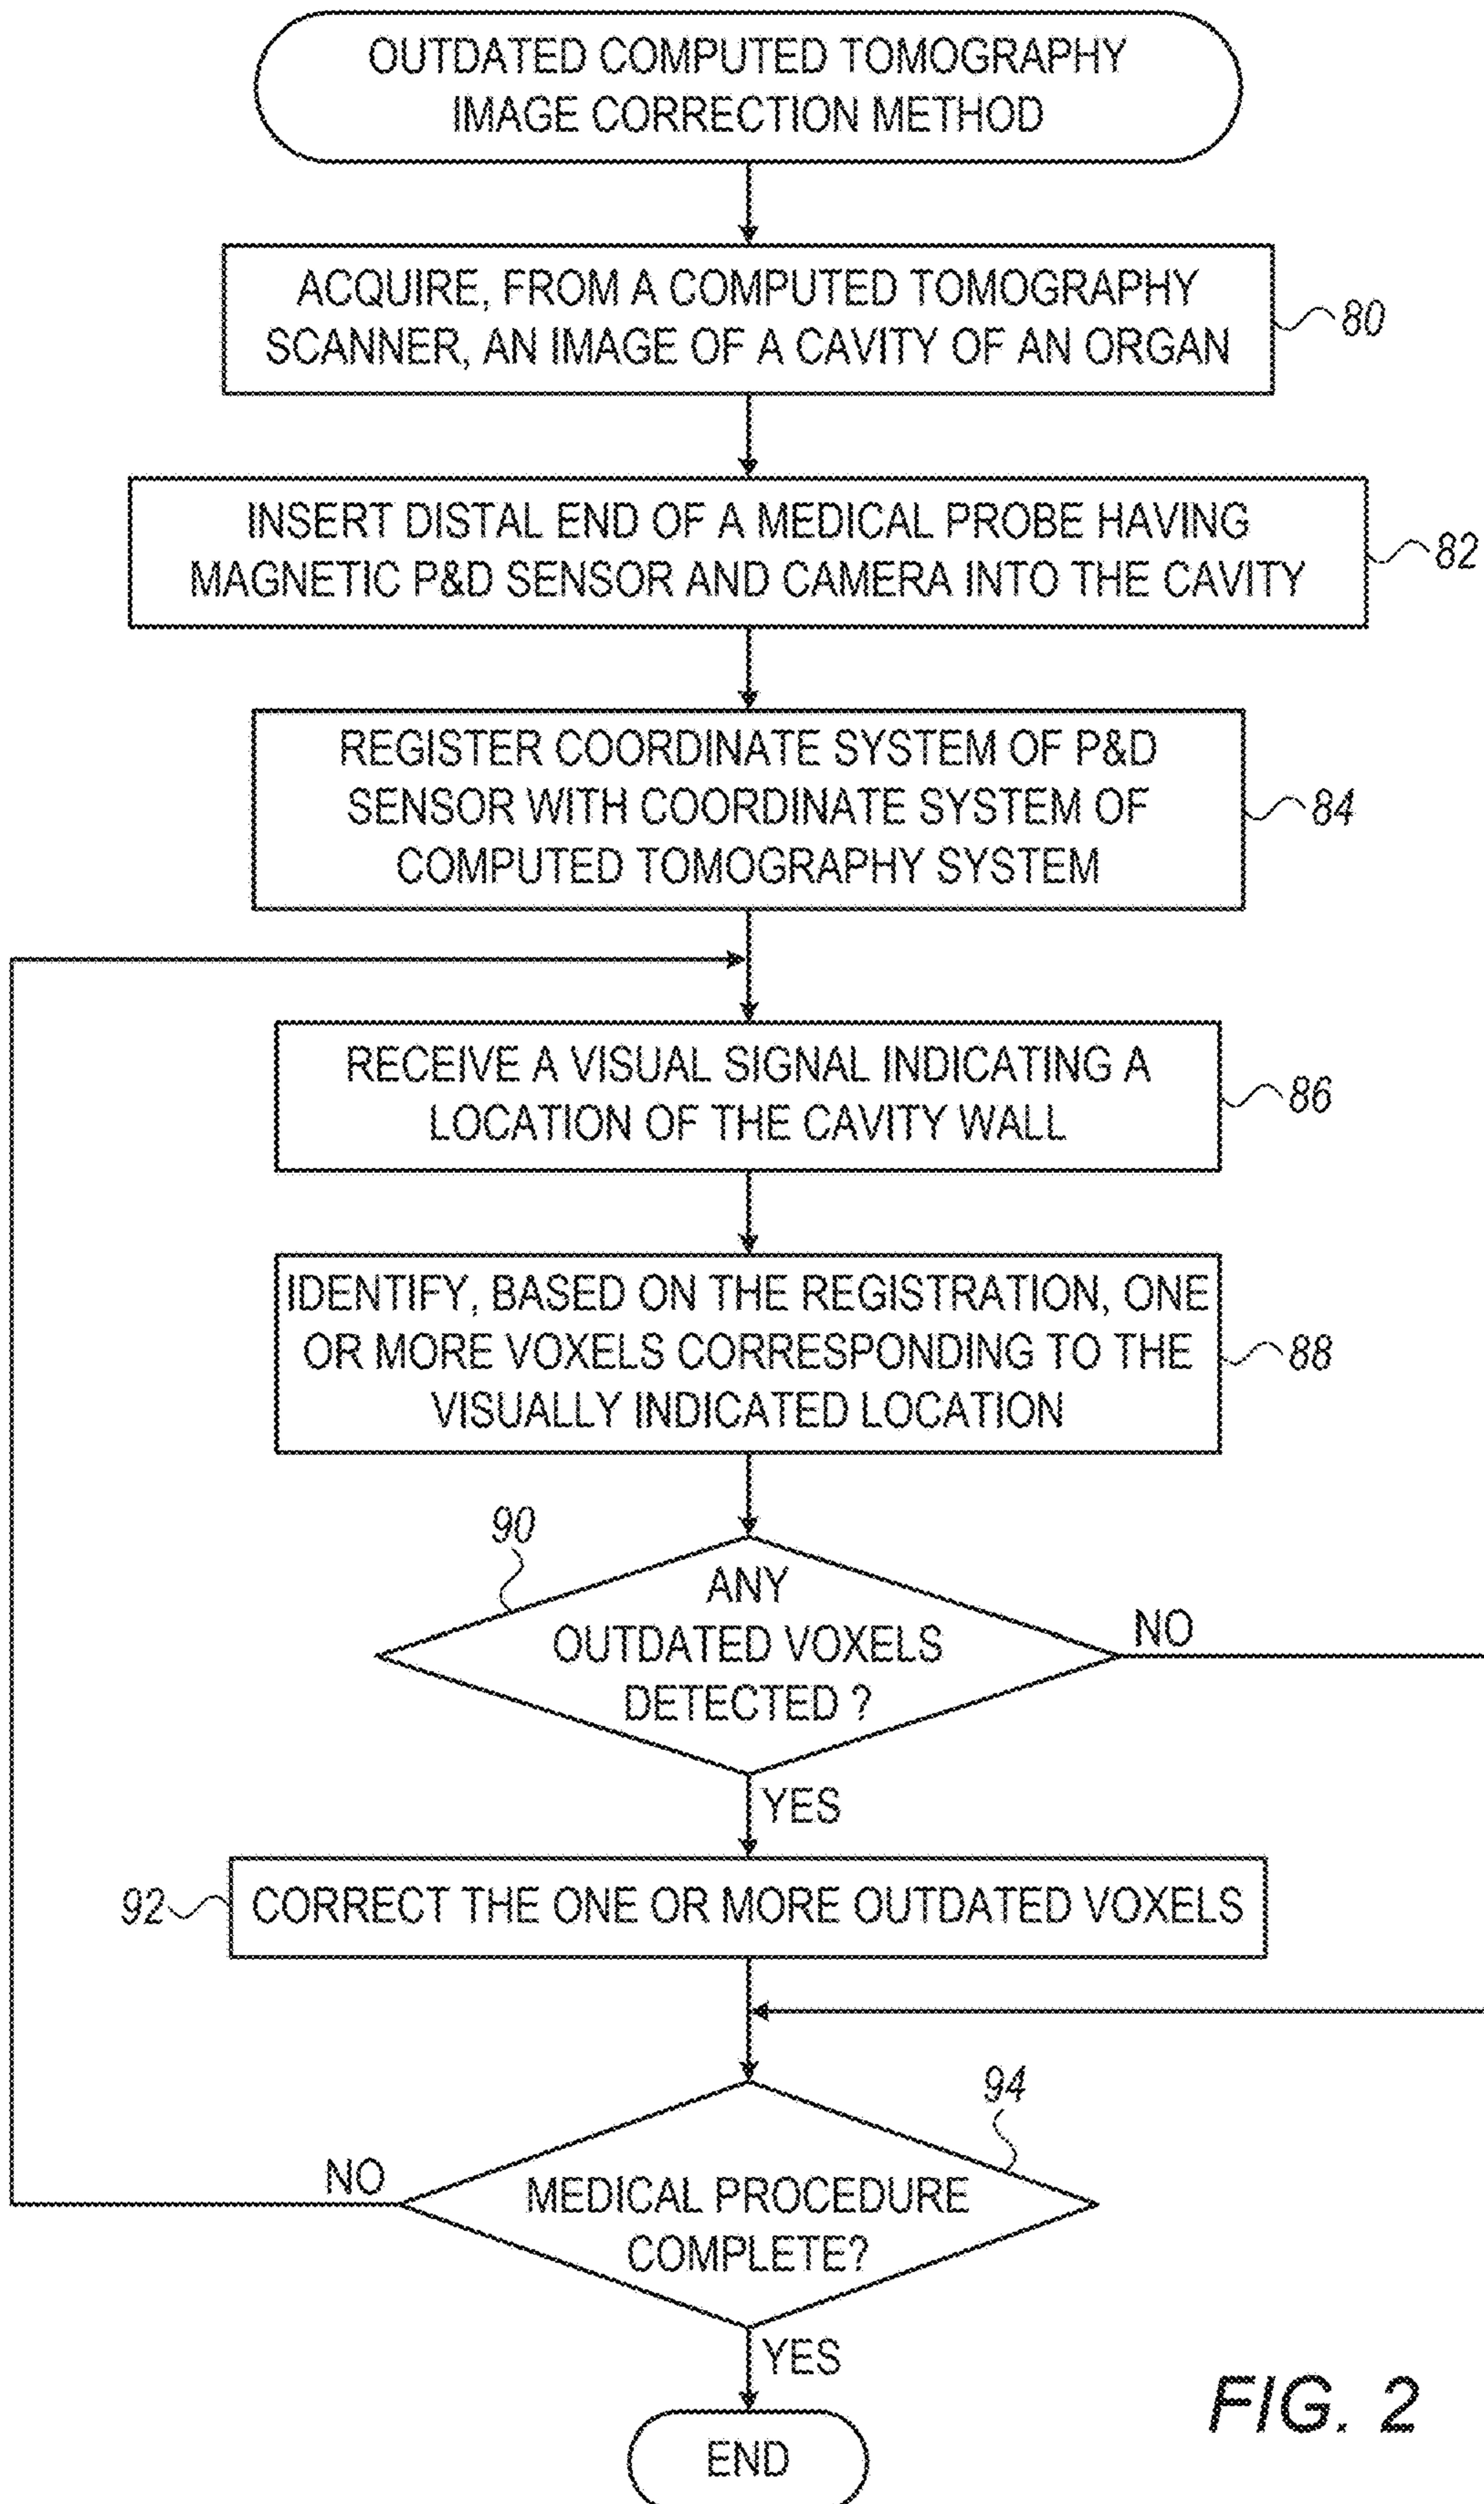 OUTDATED COMPUTED TOMOGRAPHY
IMAGE CORRECTION METHOD
ACQUIRE, FROM A COMPUTED TOMOGRAPHY
SCANNER, AN IMAGE OF A CAVITY OF AN ORGAN
80
INSERT DISTAL END OF A MEDICAL PROBE HAVING
MAGNETIC P&D SENSOR AND CAMERA INTO THE CAVITY
82
REGISTER COORDINATE SYSTEM OF P&D
SENSOR WITH COORDINATE SYSTEM OF
COMPUTED TOMOGRAPHY SYSTEM
84
RECEIVE A VISUAL SIGNAL INDICATING A
LOCATION OF THE CAVITY WALL
86
IDENTIFY, BASED ON THE REGISTRATION, ONE
OR MORE VOXELS CORRESPONDING TO THE
VISUALLY INDICATED LOCATION
88
90
ANY
OUTDATED VOXELS
DETECTED ?
NO
YES
92
CORRECT THE ONE OR MORE OUTDATED VOXELS
94
MEDICAL PROCEDURE
COMPLETE?
NO
YES
END
FIG. 2